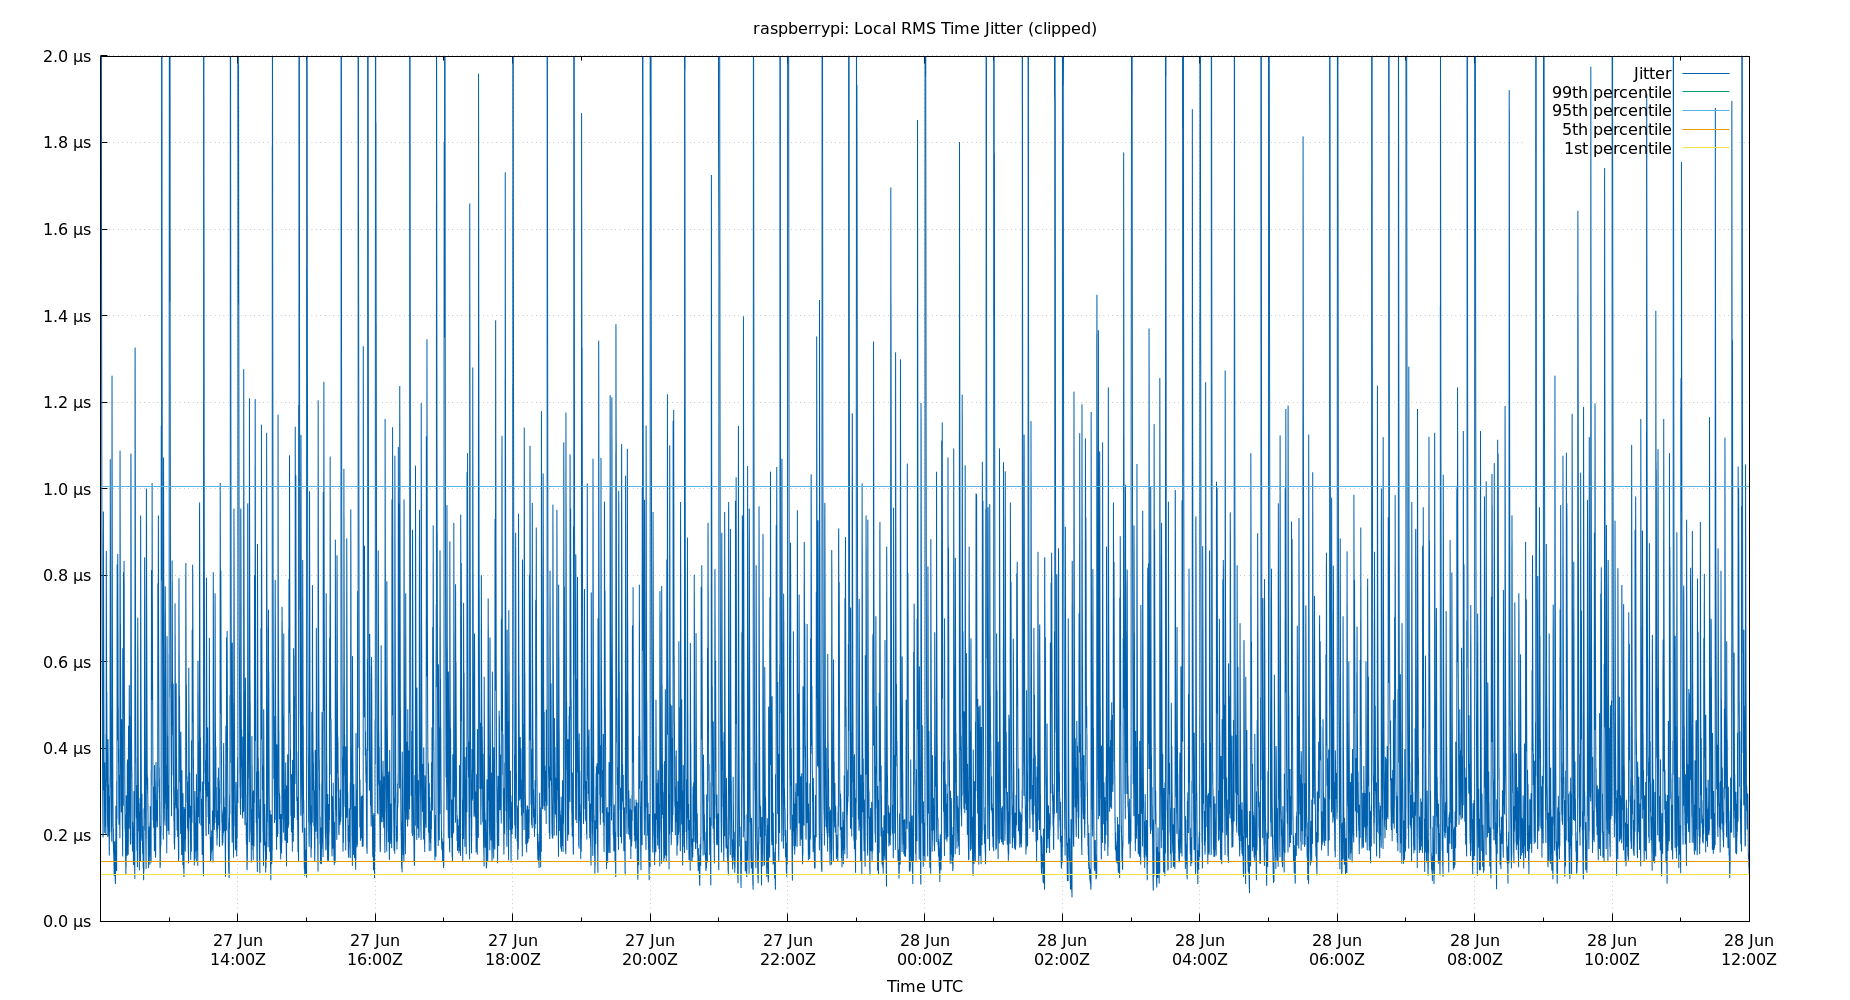 raspberrypi: Local RMS Time Jitter (clipped)
2.0 µs
1.8 µs
1.6 µs
1.4 µs
1.2 µs
1.0 µs
0.8 µs
0.6 µs
0.4 µs
0.2 µs
0.0 µs
Jitter
99th percentile
95th percentile
5th percentile
1st percentile
27 Jun 27 Jun 27 Jun 27 Jun 27 Jun 28 Jun 28 Jun 28 Jun 28 Jun 28 Jun 28 Jun 28 Jun
14:00Z 16:00Z 18:00Z 20:00Z 22:00Z 00:00Z 02:00Z 04:00Z 06:00Z 08:00Z 10:00Z 12:00Z
Time UTC